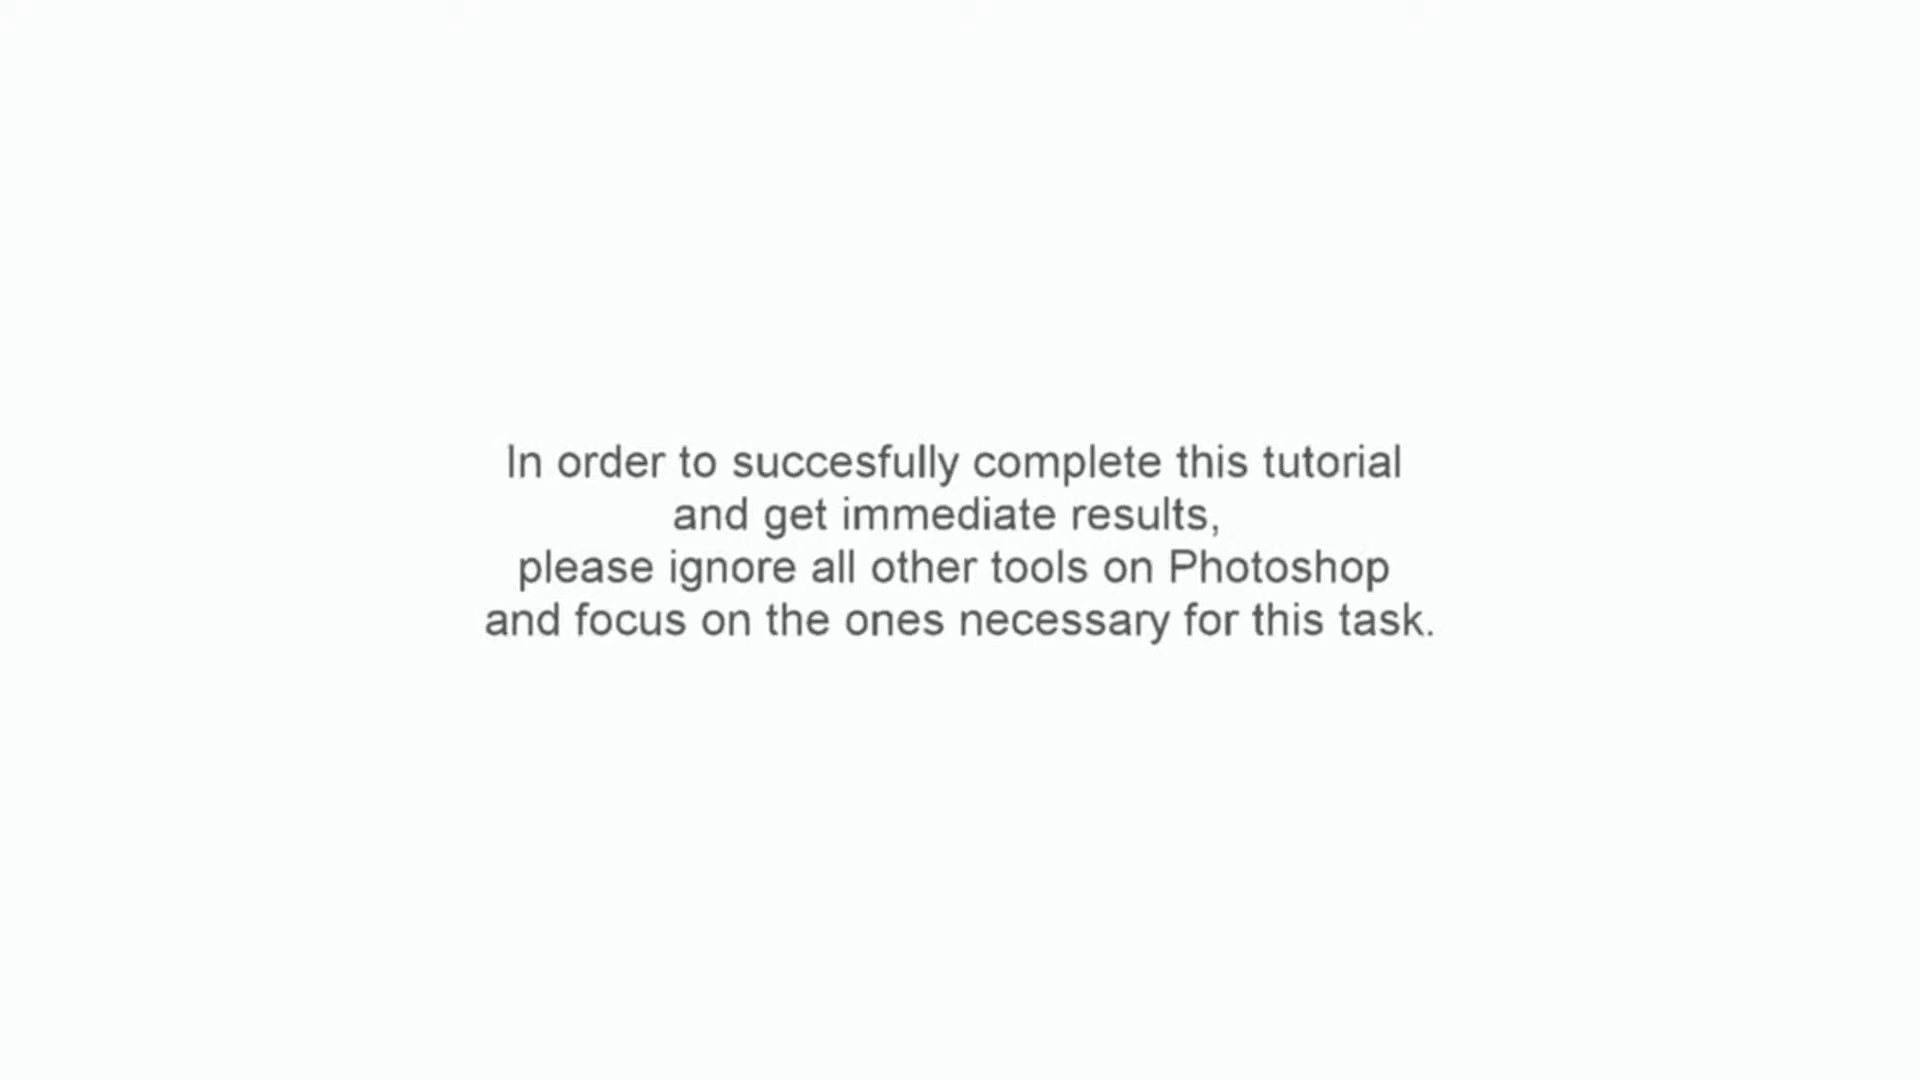 In order to succesfully complete this tutorial
and get immediate results,
please ignore all other tools on Photoshop
and focus on the ones necessary for this task.